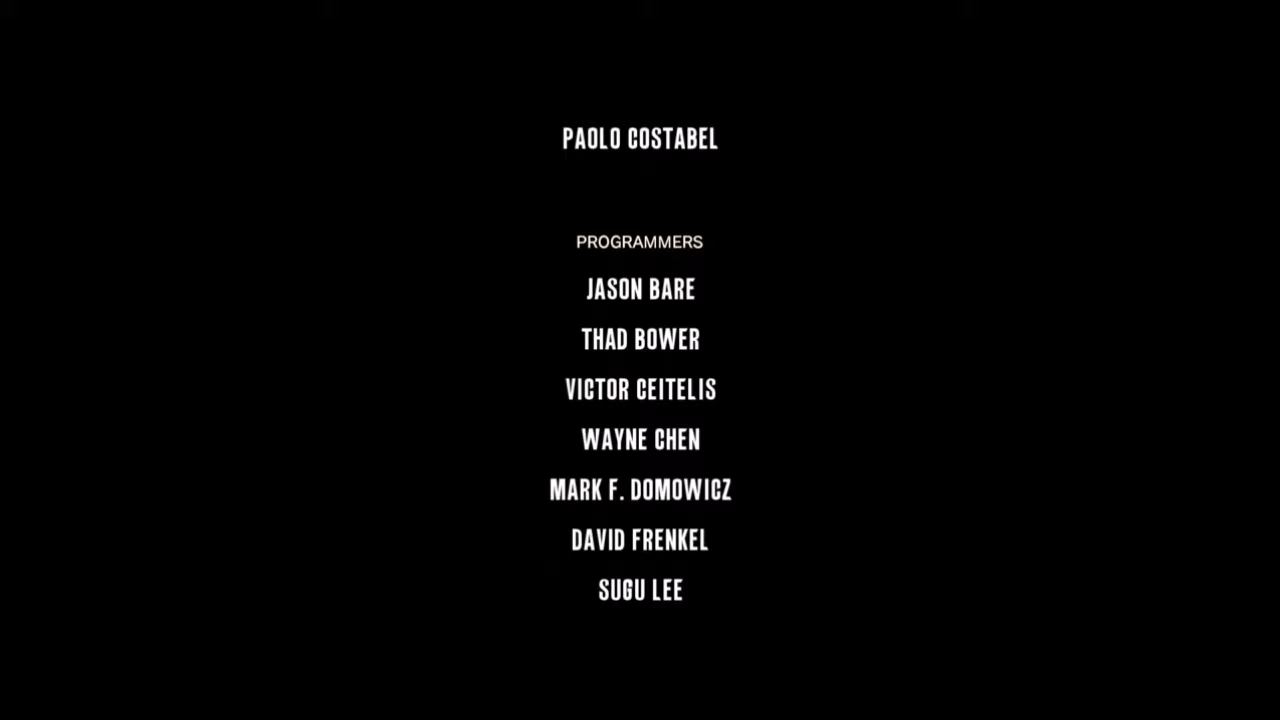 PAOLO COSTABEL
PROGRAMMERS
JASON BARE
THAD BOWER
VICTOR CEITELIS
WAYNE CHEN
MARK F. DOMOWICZ
DAVID FRENKEL
SUGU LEE